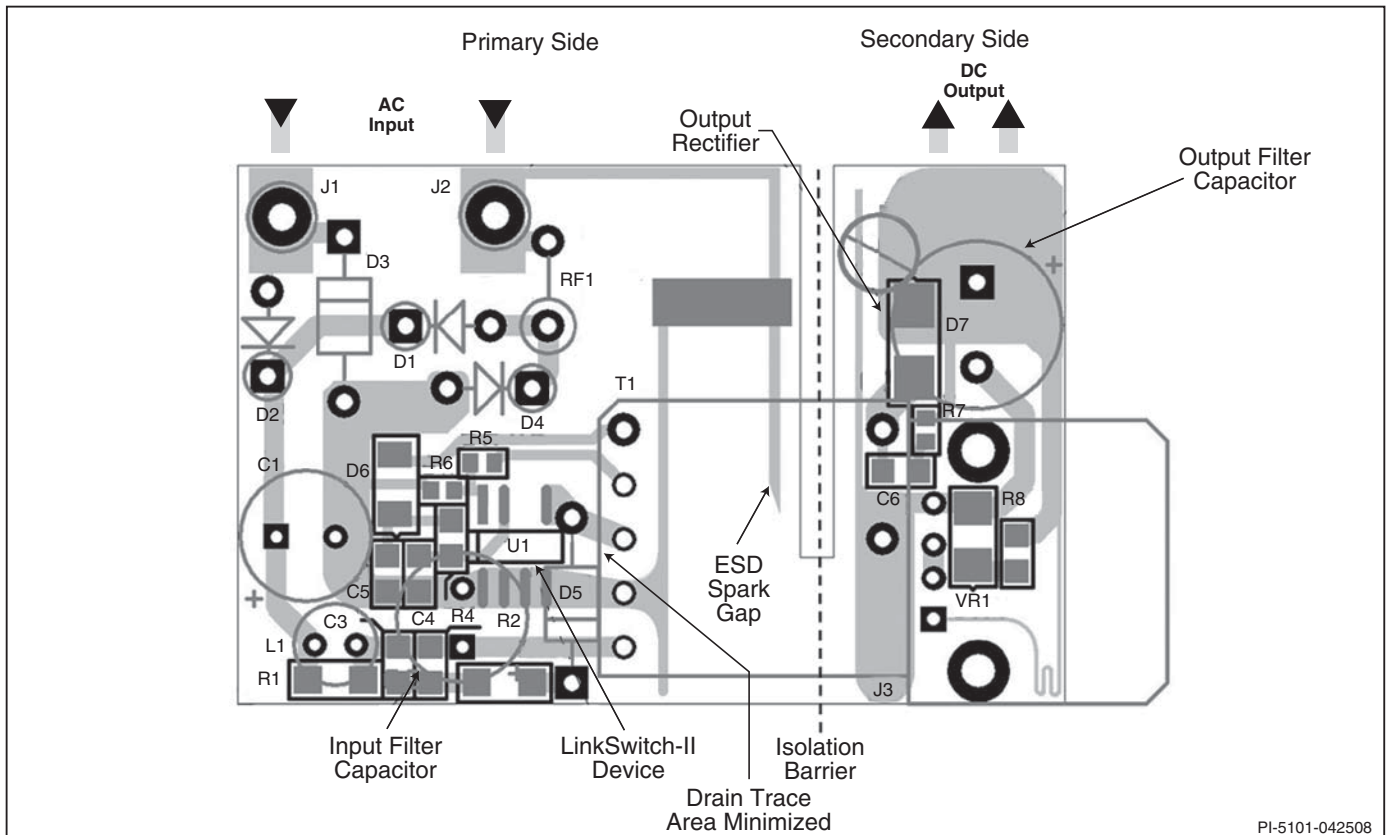 Primary Side
Secondary Side
AC
Input
DC
Output
Output
Rectifier
Output Filter
Capacitor
J1
J2
D3
RF1
D7
D1
T1
D2
D4
R7
R5
C1
D6
R6
C6
R8
U1
ESD
Spark
Gap
C5
C4
R4
R2
D5
VR1
C3
L1
R1
J3
Input Filter
Capacitor
LinkSwitch-II
Device
Isolation
Barrier
Drain Trace
Area Minimized
+
+
+
PI-5101-042508